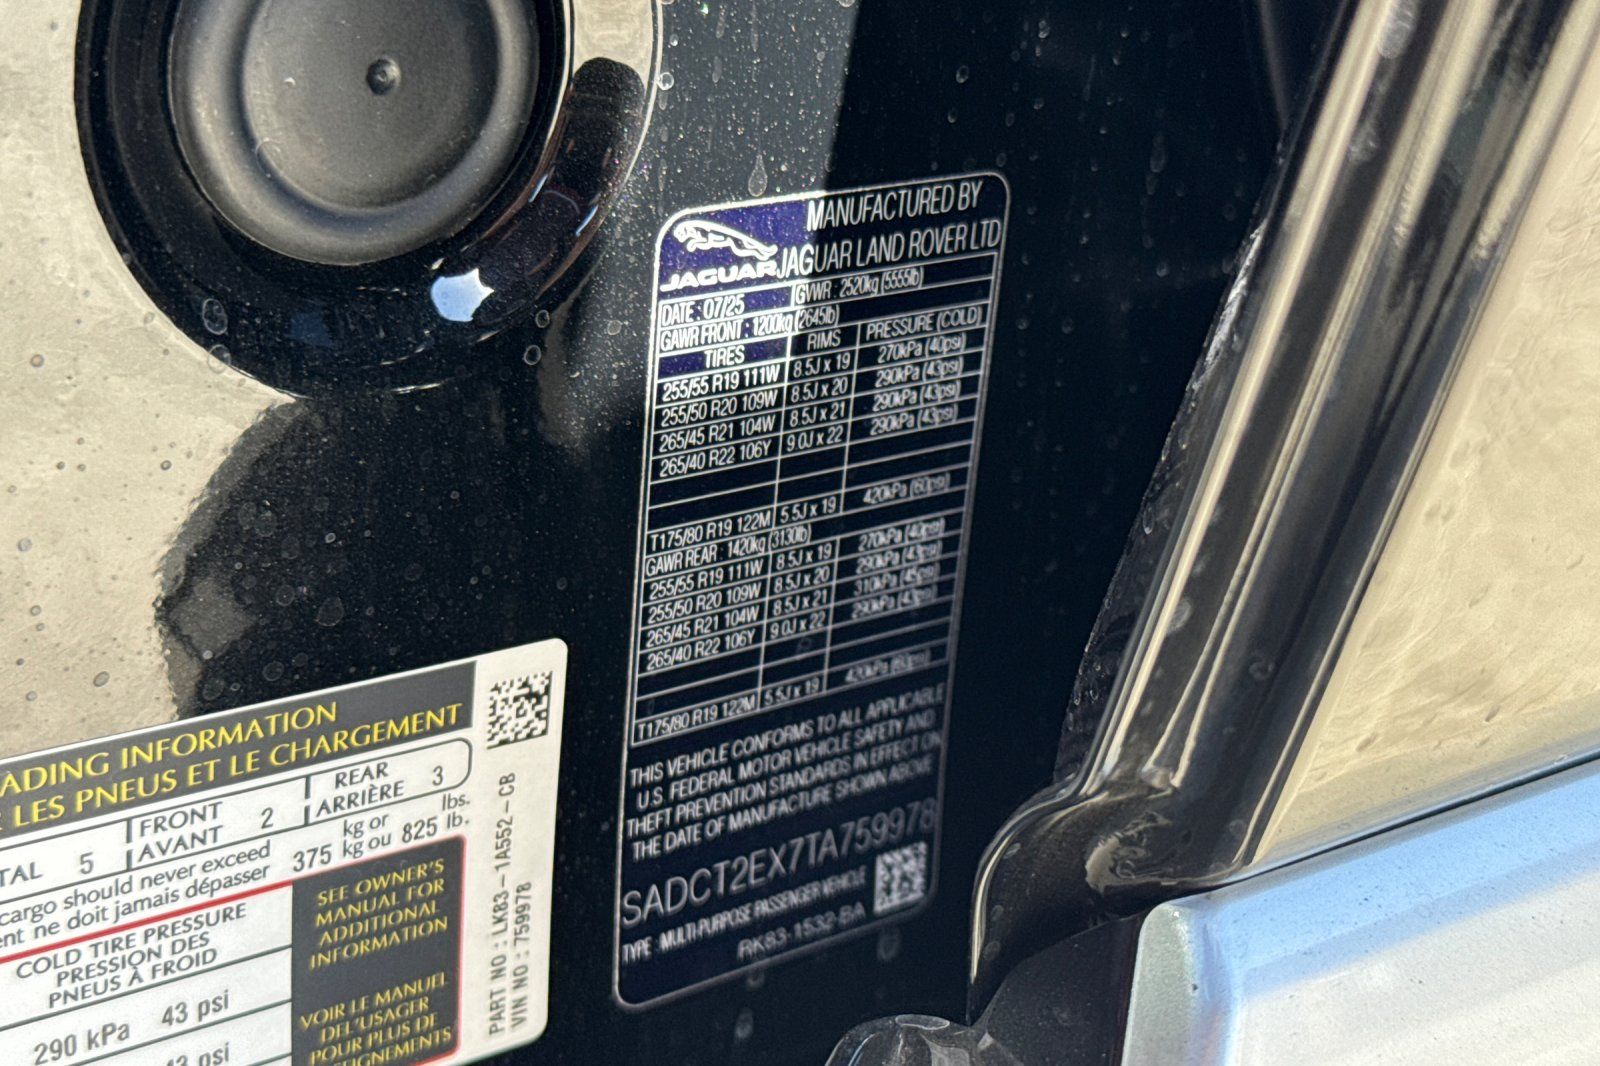 JAGUAR
MANUFACTURED BY
JAGUAR LAND ROVER LTD
DATE : 07/25 GVWR : 2520kg (5555lb)
GAWR FRONT : 1200kg (2645lb)
TIRES RIMS PRESSURE (COLD)
255/55 R19 111W 8.5J x 19 270kPa (40psi)
255/50 R20 109W 8.5J x 20 290kPa (43psi)
265/45 R21 104W 8.5J x 21 290kPa (43psi)
265/40 R22 106Y 9.0J x 22 290kPa (43psi)
T175/80 R19 122M 5.5J x 19 420kPa (60psi)
GAWR REAR : 1420kg (3130lb)
255/55 R19 111W 8.5J x 19 270kPa (40psi)
255/50 R20 109W 8.5J x 20 290kPa (43psi)
265/45 R21 104W 8.5J x 21 310kPa (45psi)
265/40 R22 106Y 9.0J x 22 290kPa (43psi)
T175/80 R19 122M 5.5J x 19 420kPa (60psi)
THIS VEHICLE CONFORMS TO ALL APPLICABLE
U.S. FEDERAL MOTOR VEHICLE SAFETY AND
THEFT PREVENTION STANDARDS IN EFFECT ON
THE DATE OF MANUFACTURE SHOWN ABOVE
SADCT2EX7TA759978
TYPE : MULTI-PURPOSE PASSENGER VEHICLE
RK83-1532-BA
ADING INFORMATION
LES PNEUS ET LE CHARGEMENT
TAL 5 FRONT AVANT 2 REAR ARRIÈRE 3
cargo should never exceed 375 kg or 825 lbs.
ent ne doit jamais dépasser kg ou lb.
COLD TIRE PRESSURE
PRESSION DES
PNEUS À FROID
290 kPa 43 psi
43 psi
SEE OWNER'S
MANUAL FOR
ADDITIONAL
INFORMATION
VOIR LE MANUEL
DEL'USAGER
POUR PLUS DE
SEIGNEMENTS
PART NO : LK83-1A552-CB
VIN NO : 759978